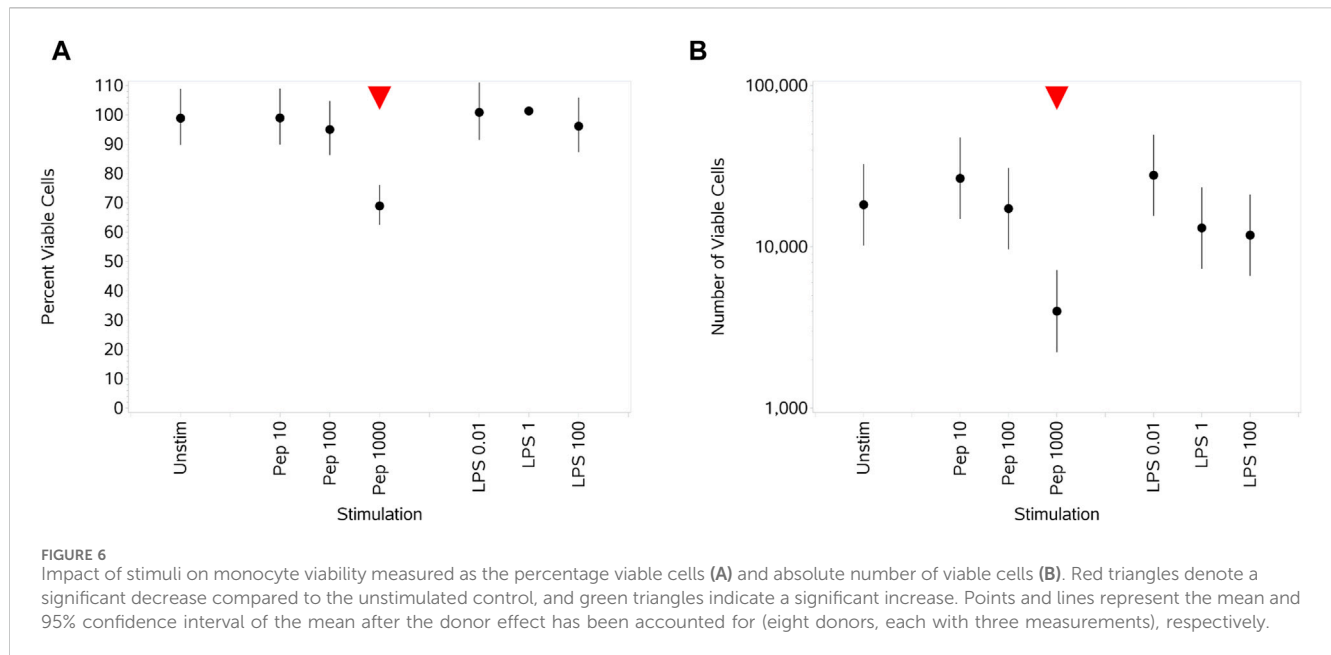 A
Percent Viable Cells
110
100
90
80
70
60
50
40
30
20
10
0
Unstim
Pep 10
Pep 100
Pep 1000
LPS 0.01
LPS 1
LPS 100
Stimulation
B
Number of Viable Cells
100,000
10,000
1,000
Unstim
Pep 10
Pep 100
Pep 1000
LPS 0.01
LPS 1
LPS 100
Stimulation
FIGURE 6
Impact of stimuli on monocyte viability measured as the percentage viable cells (A) and absolute number of viable cells (B). Red triangles denote a
significant decrease compared to the unstimulated control, and green triangles indicate a significant increase. Points and lines represent the mean and
95% confidence interval of the mean after the donor effect has been accounted for (eight donors, each with three measurements), respectively.